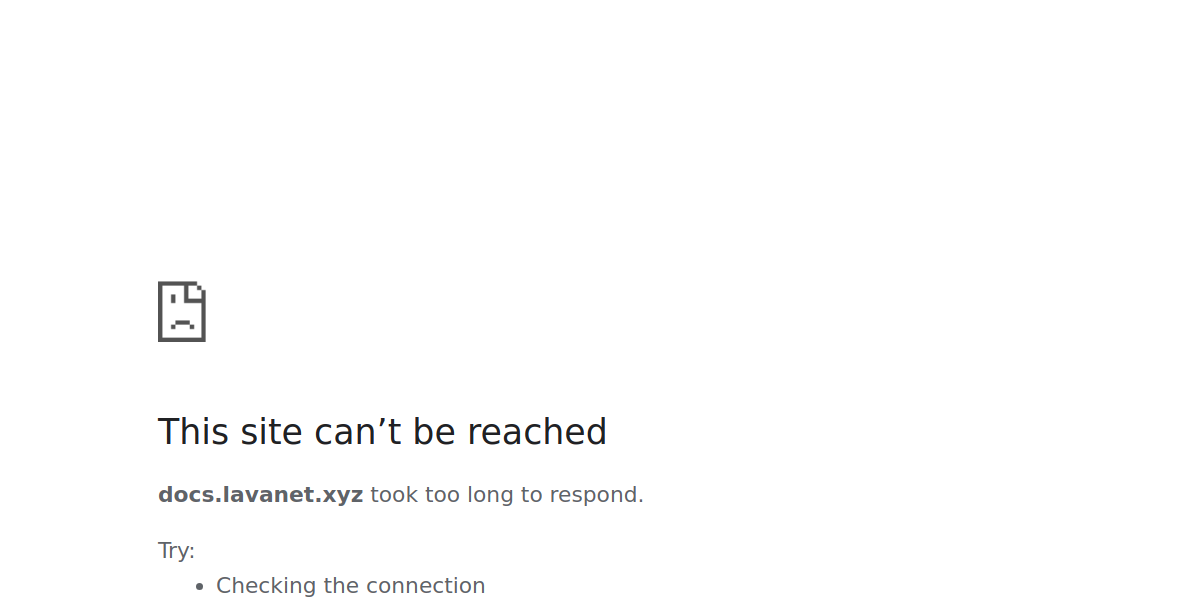 This site can’t be reached
docs.lavanet.xyz took too long to respond.
Try:
• Checking the connection